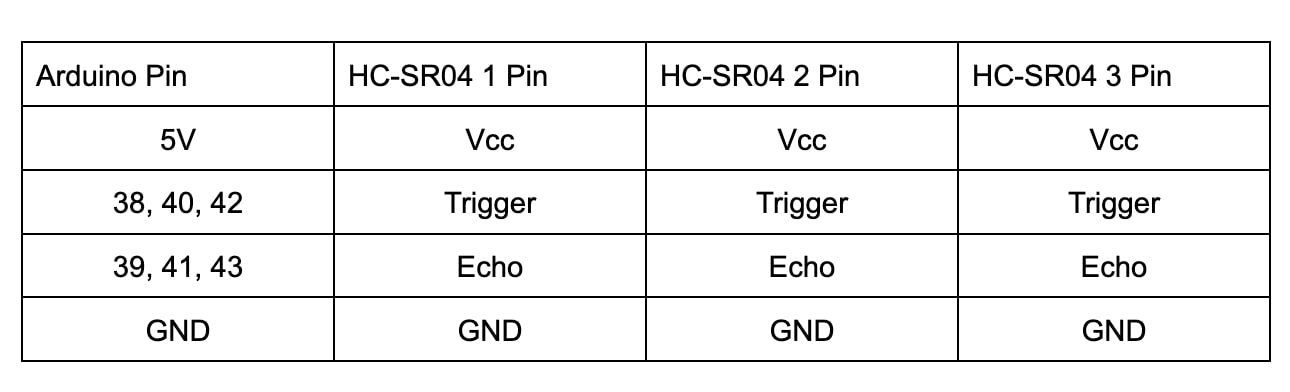 Arduino Pin HC-SR04 1 Pin HC-SR04 2 Pin HC-SR04 3 Pin
5V Vcc Vcc Vcc
38, 40, 42 Trigger Trigger Trigger
39, 41, 43 Echo Echo Echo
GND GND GND GND